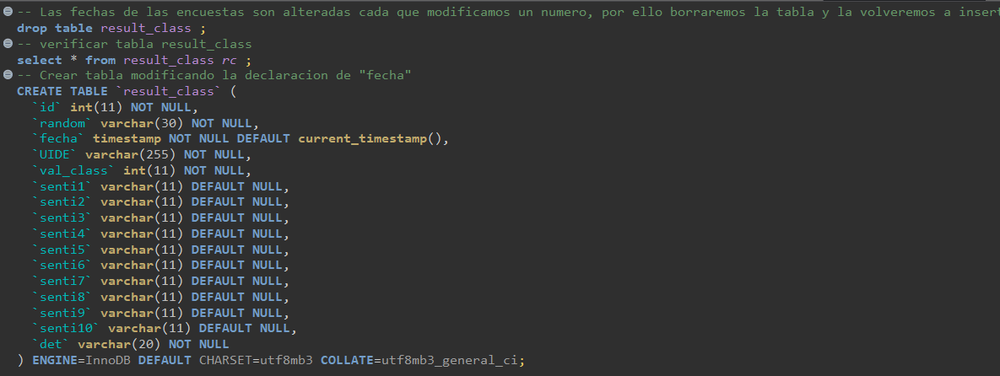 -- Las fechas de las encuestas son alteradas cada que modificamos un numero, por ello borraremos la tabla y la volveremos a
drop table result_class ;
-- verificar tabla result_class
select * from result_class rc ;
-- Crear tabla modificando la declaracion de "fecha"
CREATE TABLE `result_class` (
`id` int(11) NOT NULL,
`random` varchar(30) NOT NULL,
`fecha` timestamp NOT NULL DEFAULT current_timestamp(),
`UIDE` varchar(255) NOT NULL,
`val_class` int(11) NOT NULL,
`senti1` varchar(11) DEFAULT NULL,
`senti2` varchar(11) DEFAULT NULL,
`senti3` varchar(11) DEFAULT NULL,
`senti4` varchar(11) DEFAULT NULL,
`senti5` varchar(11) DEFAULT NULL,
`senti6` varchar(11) DEFAULT NULL,
`senti7` varchar(11) DEFAULT NULL,
`senti8` varchar(11) DEFAULT NULL,
`senti9` varchar(11) DEFAULT NULL,
`senti10` varchar(11) DEFAULT NULL,
`det` varchar(20) NOT NULL
) ENGINE=InnoDB DEFAULT CHARSET=utf8mb3 COLLATE=utf8mb3_general_ci;